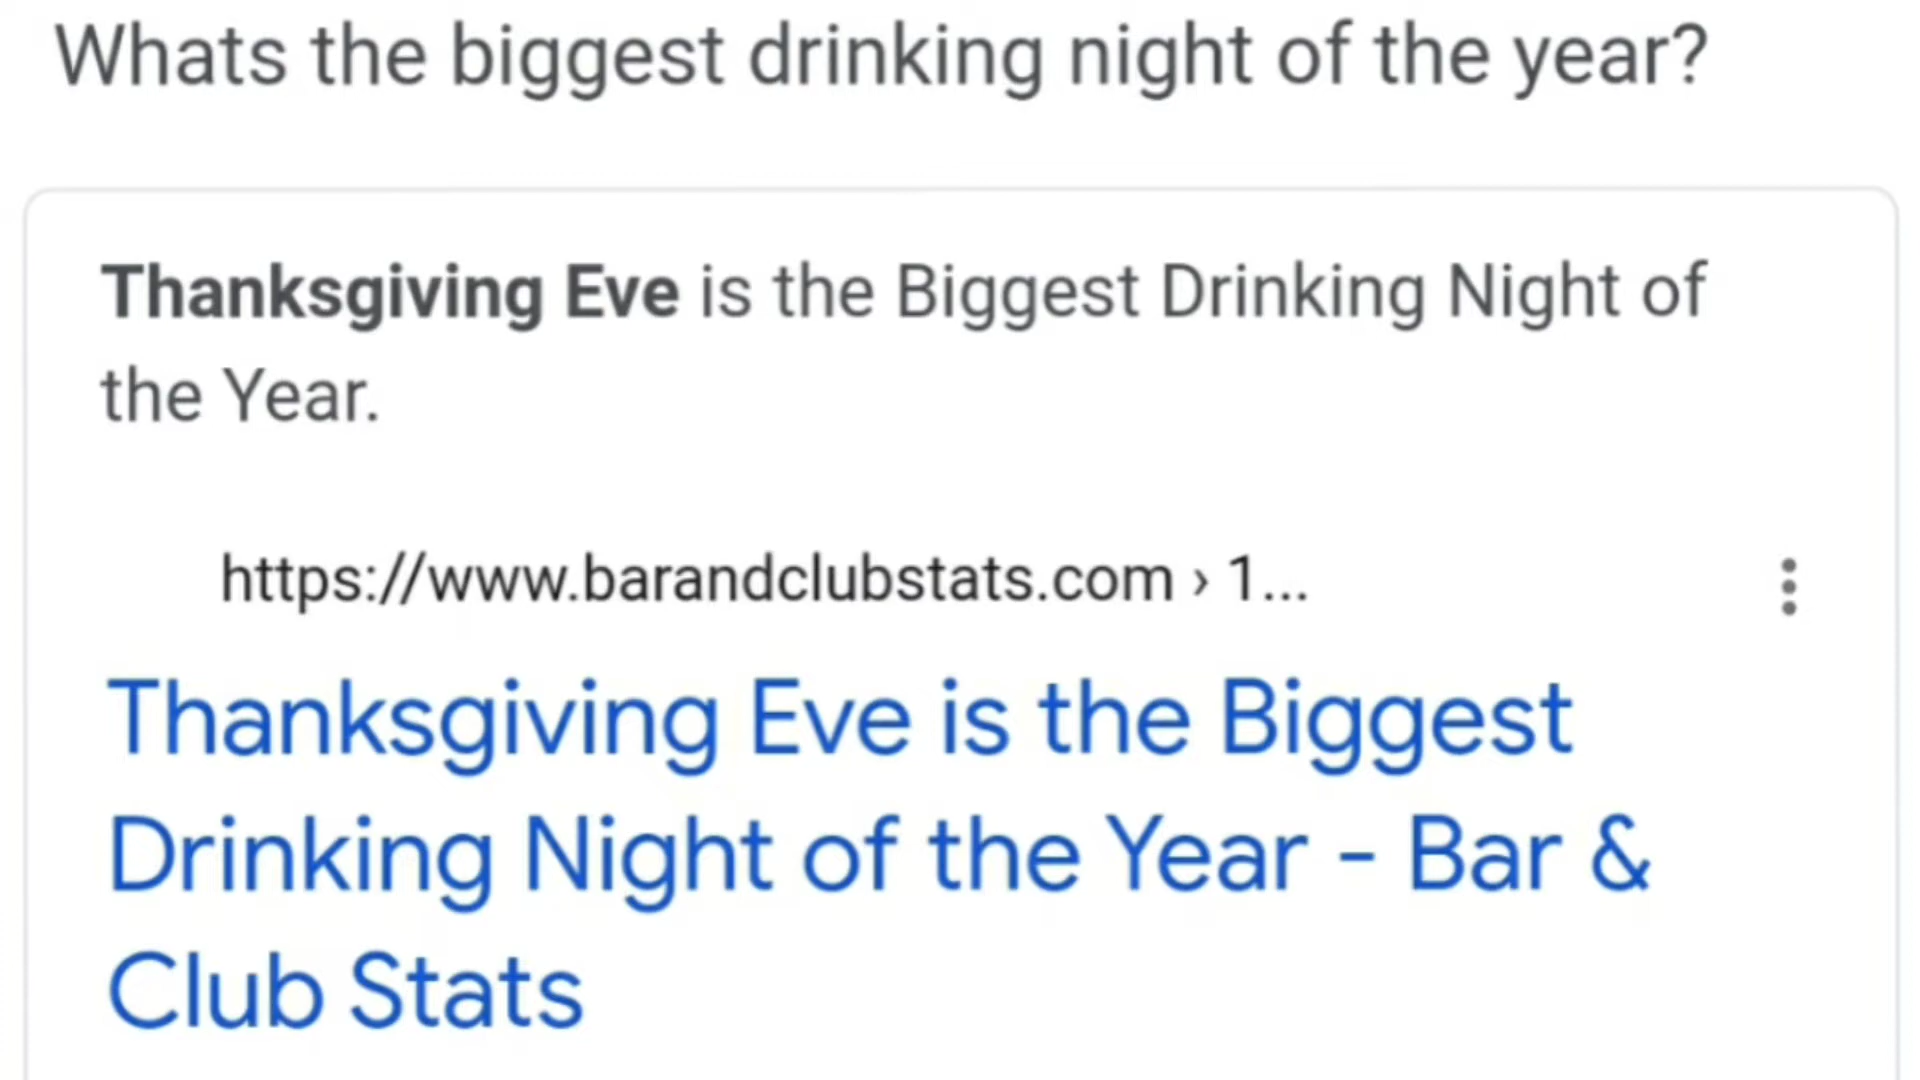 Whats the biggest drinking night of the year?
Thanksgiving Eve is the Biggest Drinking Night of
the Year.
https://www.barandclubstats.com › 1...
Thanksgiving Eve is the Biggest
Drinking Night of the Year - Bar &
Club Stats